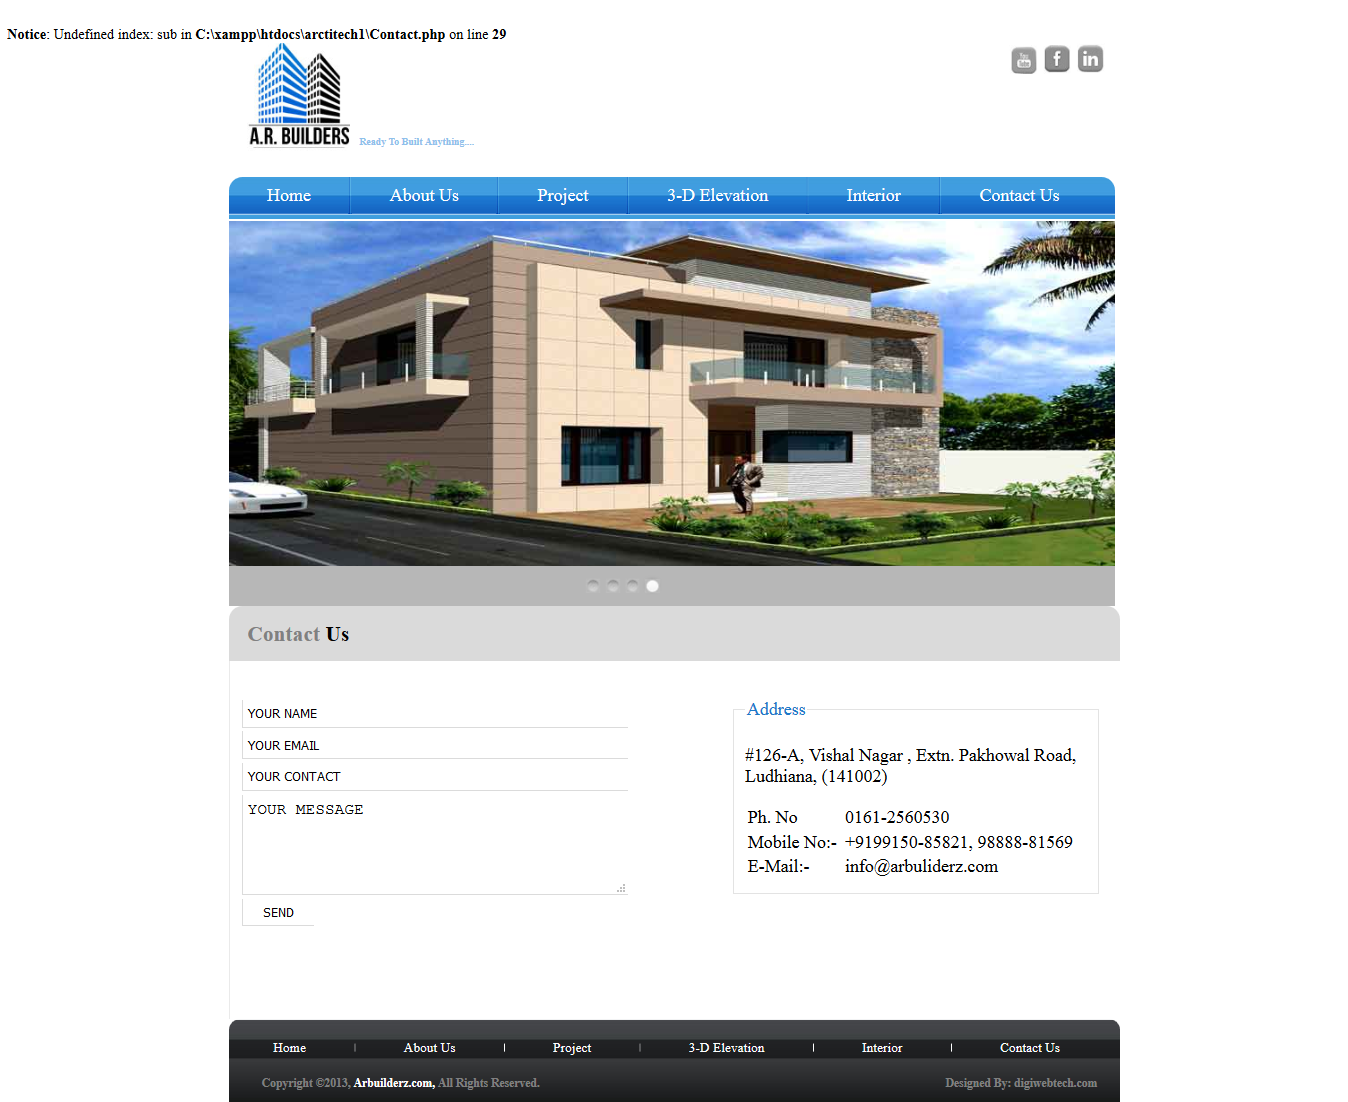 Notice: Undefined index: sub in C:\xampp\htdocs\arctitech1\Contact.php on line 29
You Tube f in
A.R. BUILDERS Ready To Built Anything....
Home About Us Project 3-D Elevation Interior Contact Us
Contact Us
YOUR NAME
YOUR EMAIL
YOUR CONTACT
YOUR MESSAGE
SEND
Address
#126-A, Vishal Nagar , Extn. Pakhowal Road,
Ludhiana, (141002)
Ph. No 0161-2560530
Mobile No:- +9199150-85821, 98888-81569
E-Mail:- info@arbuliderz.com
Home | About Us | Project | 3-D Elevation | Interior | Contact Us
Copyright ©2013, Arbuilderz.com, All Rights Reserved. Designed By: digiwebtech.com